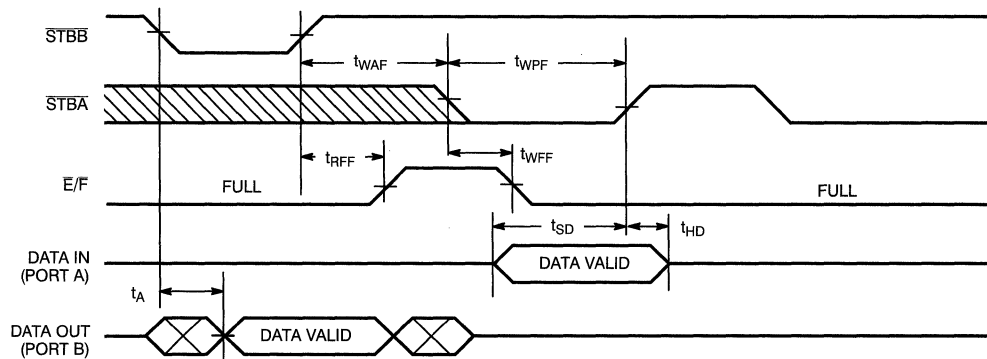 STBB
tWAF
tWPF
STBA
tRFF
tWFF
E/F
FULL
FULL
tSD
tHD
DATA IN
(PORT A)
DATA VALID
tA
DATA OUT
(PORT B)
DATA VALID